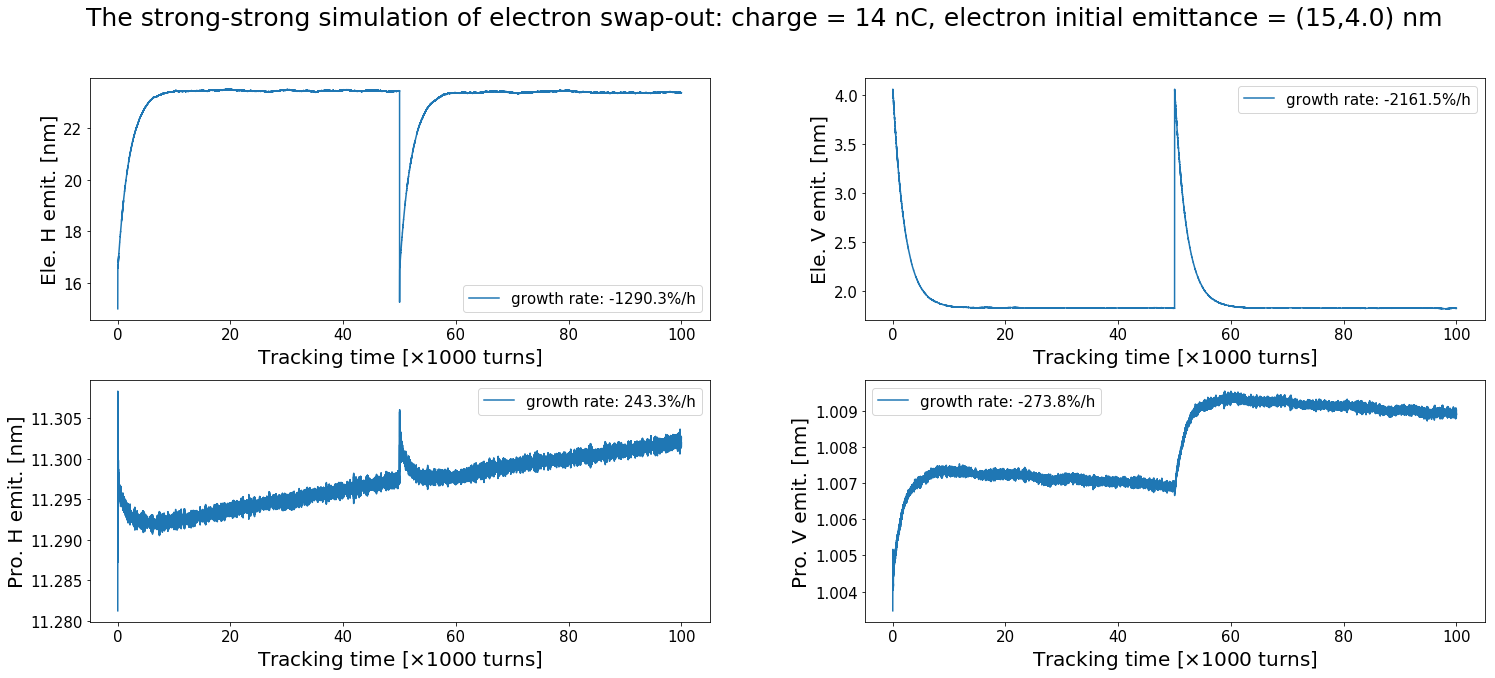 The strong-strong simulation of electron swap-out: charge = 14 nC, electron initial emittance = (15,4.0) nm
Ele. H emit. [nm]
22
20
18
16
growth rate: -1290.3%/h
0 20 40 60 80 100
Tracking time [×1000 turns]
Ele. V emit. [nm]
4.0
3.5
3.0
2.5
2.0
growth rate: -2161.5%/h
0 20 40 60 80 100
Tracking time [×1000 turns]
Pro. H emit. [nm]
11.305
11.300
11.295
11.290
11.285
11.280
growth rate: 243.3%/h
0 20 40 60 80 100
Tracking time [×1000 turns]
Pro. V emit. [nm]
1.009
1.008
1.007
1.006
1.005
1.004
growth rate: -273.8%/h
0 20 40 60 80 100
Tracking time [×1000 turns]